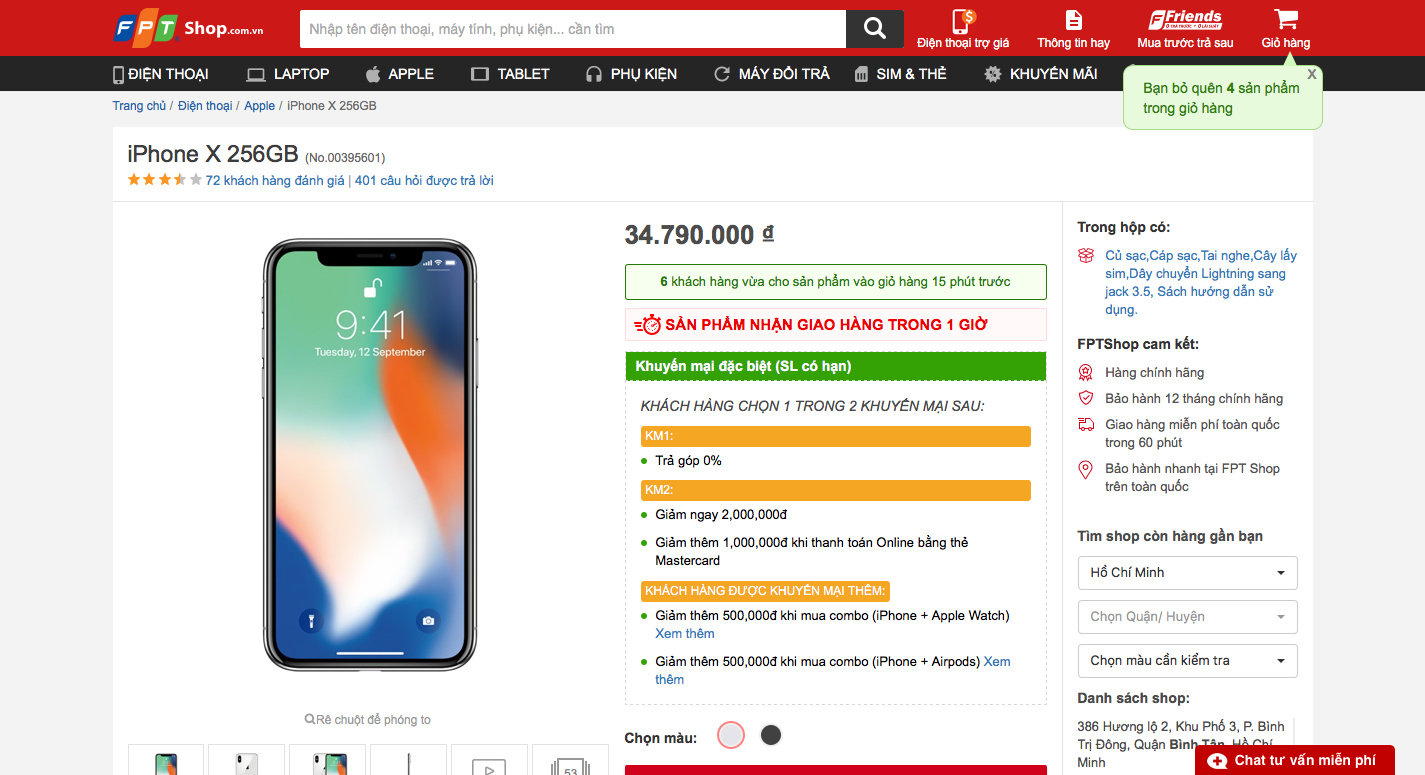 FPT Shop.com.vn
Nhập tên điện thoại, máy tính, phụ kiện... cần tìm
Điện thoại trợ giá
Thông tin hay
Friends
Mua trước trả sau
Giỏ hàng
ĐIỆN THOẠI
LAPTOP
APPLE
TABLET
PHỤ KIỆN
MÁY ĐỔI TRẢ
SIM & THẺ
KHUYẾN MÃI
X
Bạn bỏ quên 4 sản phẩm
trong giỏ hàng
Trang chủ / Điện thoại / Apple / iPhone X 256GB
iPhone X 256GB (No.00395601)
72 khách hàng đánh giá | 401 câu hỏi được trả lời
9:41
Tuesday, 12 September
Rê chuột để phóng to
53
34.790.000 ₫
6 khách hàng vừa cho sản phẩm vào giỏ hàng 15 phút trước
SẢN PHẨM NHẬN GIAO HÀNG TRONG 1 GIỜ
Khuyến mại đặc biệt (SL có hạn)
KHÁCH HÀNG CHỌN 1 TRONG 2 KHUYẾN MẠI SAU:
KM1:
Trả góp 0%
KM2:
Giảm ngay 2,000,000đ
Giảm thêm 1,000,000đ khi thanh toán Online bằng thẻ
Mastercard
KHÁCH HÀNG ĐƯỢC KHUYẾN MẠI THÊM:
Giảm thêm 500,000đ khi mua combo (iPhone + Apple Watch)
Xem thêm
Giảm thêm 500,000đ khi mua combo (iPhone + Airpods) Xem
thêm
Chọn màu:
Trong hộp có:
Củ sạc,Cáp sạc,Tai nghe,Cây lấy
sim,Dây chuyển Lightning sang
jack 3.5, Sách hướng dẫn sử
dụng.
FPTShop cam kết:
Hàng chính hãng
Bảo hành 12 tháng chính hãng
Giao hàng miễn phí toàn quốc
trong 60 phút
Bảo hành nhanh tại FPT Shop
trên toàn quốc
Tìm shop còn hàng gần bạn
Hồ Chí Minh
Chọn Quận/ Huyện
Chọn màu cần kiểm tra
Danh sách shop:
386 Hương lộ 2, Khu Phố 3, P. Bình
Trị Đông, Quận Bình Tân, Hồ Chí
Minh
Chat tư vấn miễn phí